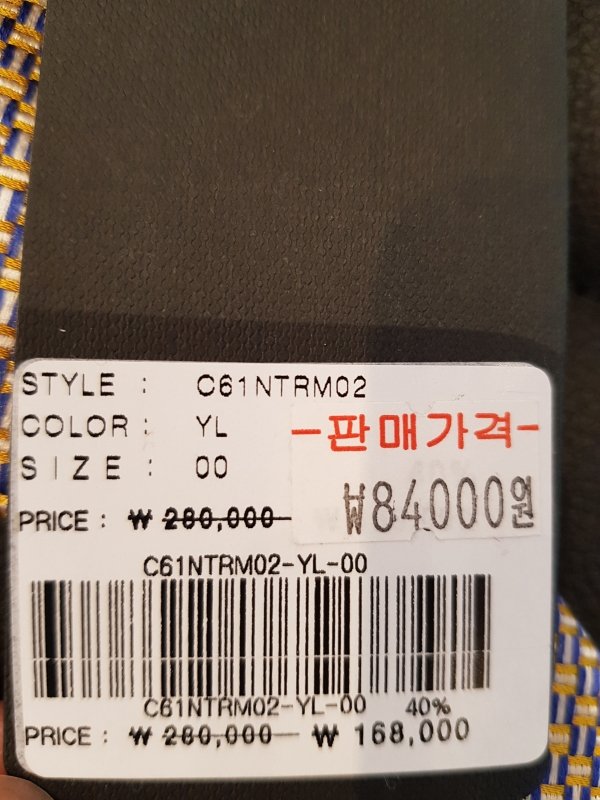 STYLE : C61NTRM02
COLOR : YL
-판매가격-
SIZE : 00
₩84000원
PRICE : ₩ 280,000
C61NTRM02-YL-00
C61NTRM02-YL-00 40%
PRICE : ₩ 280,000 ₩ 168,000